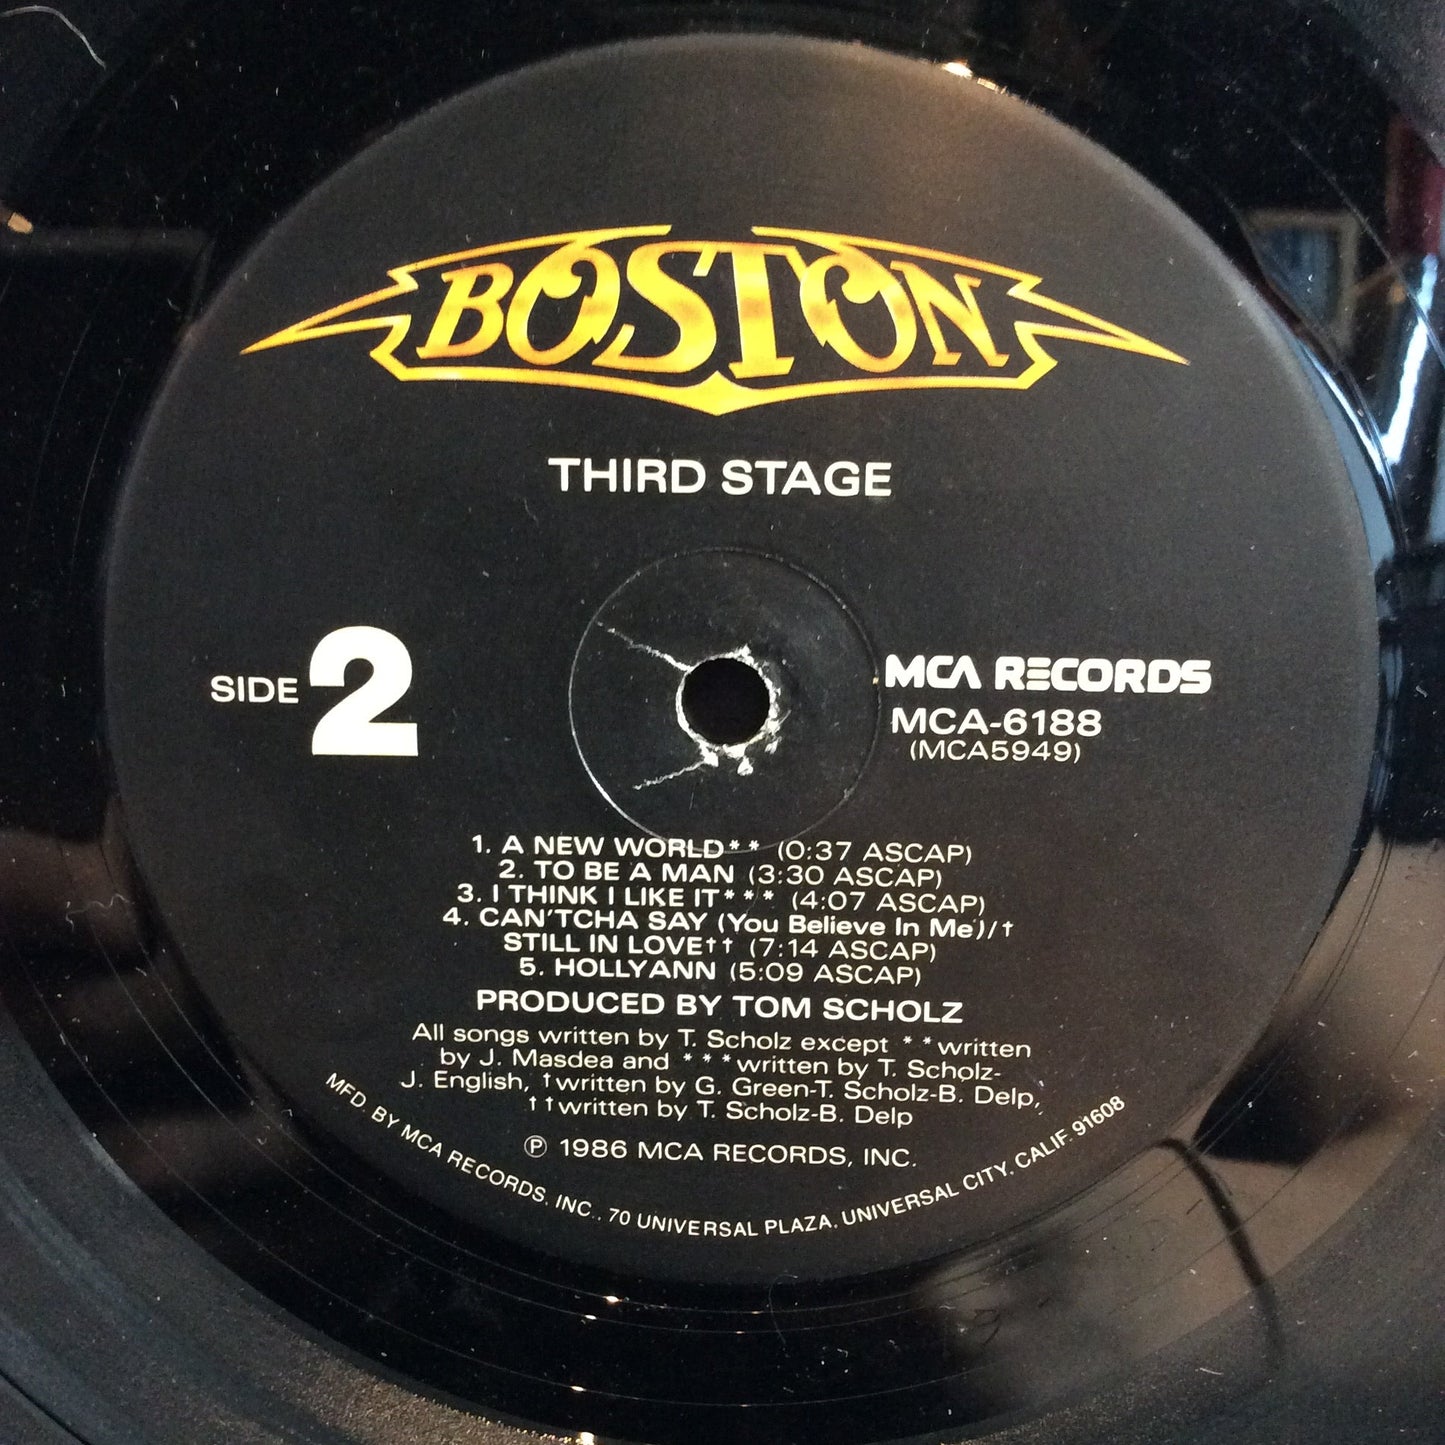 BOSTON
THIRD STAGE
SIDE 2
MCA RECORDS
MCA-6188
(MCA5949)
1. A NEW WORLD** (0:37 ASCAP)
2. TO BE A MAN (3:30 ASCAP)
3. I THINK I LIKE IT*** (4:07 ASCAP)
4. CAN'TCHA SAY (You Believe In Me)/†
STILL IN LOVE†† (7:14 ASCAP)
5. HOLLYANN (5:09 ASCAP)
PRODUCED BY TOM SCHOLZ
All songs written by T. Scholz except **written
by J. Masdea and ***written by T. Scholz-
J. English, †written by G. Green-T. Scholz-B. Delp,
††written by T. Scholz-B. Delp
℗ 1986 MCA RECORDS, INC.
MFD. BY MCA RECORDS, INC., 70 UNIVERSAL PLAZA, UNIVERSAL CITY, CALIF. 91608